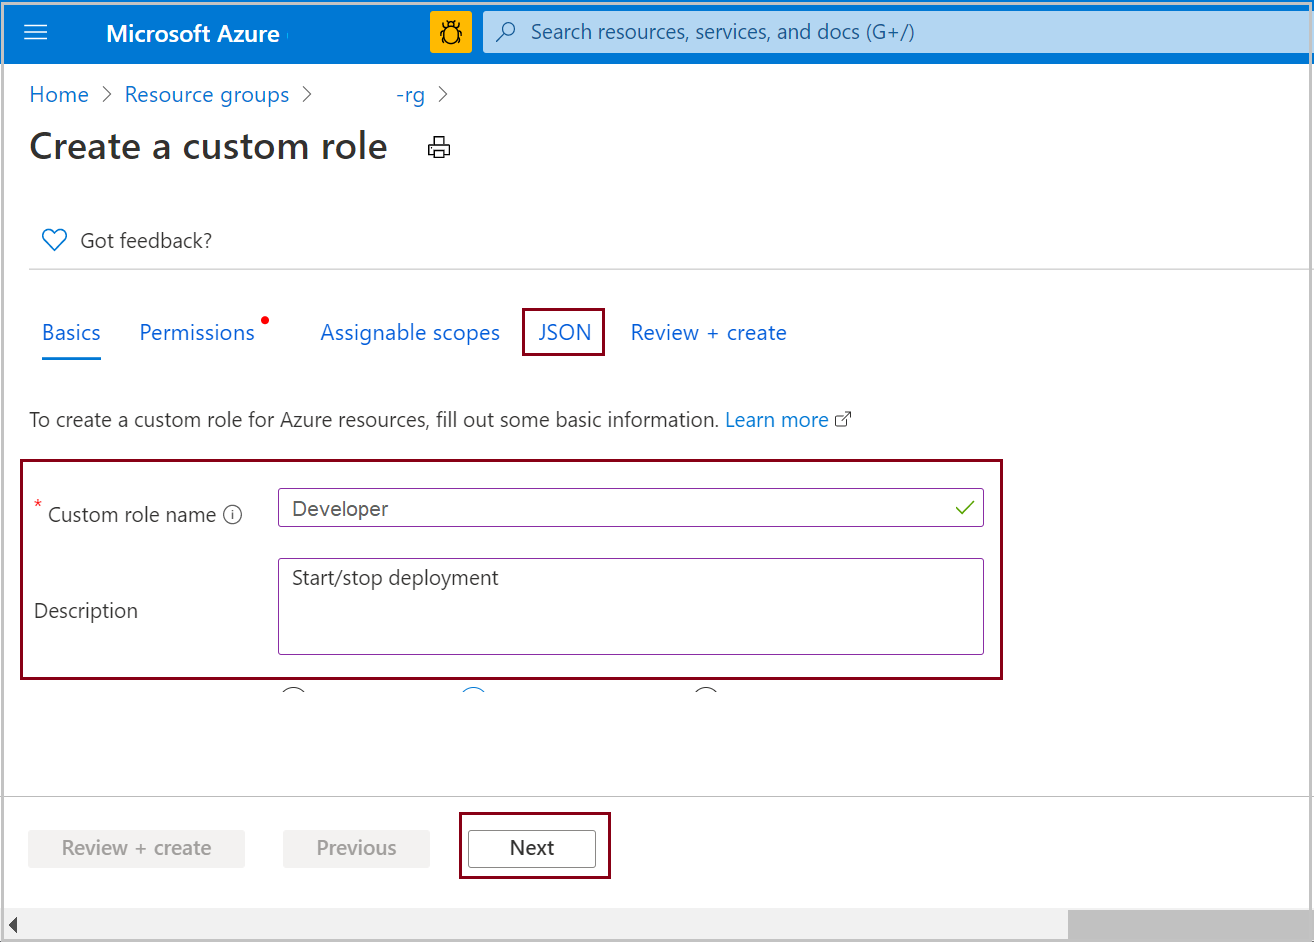 Microsoft Azure
Search resources, services, and docs (G+/)
Home > Resource groups > -rg >
Create a custom role
Got feedback?
Basics Permissions Assignable scopes JSON Review + create
To create a custom role for Azure resources, fill out some basic information. Learn more
* Custom role name Developer
Description Start/stop deployment
Review + create Previous Next